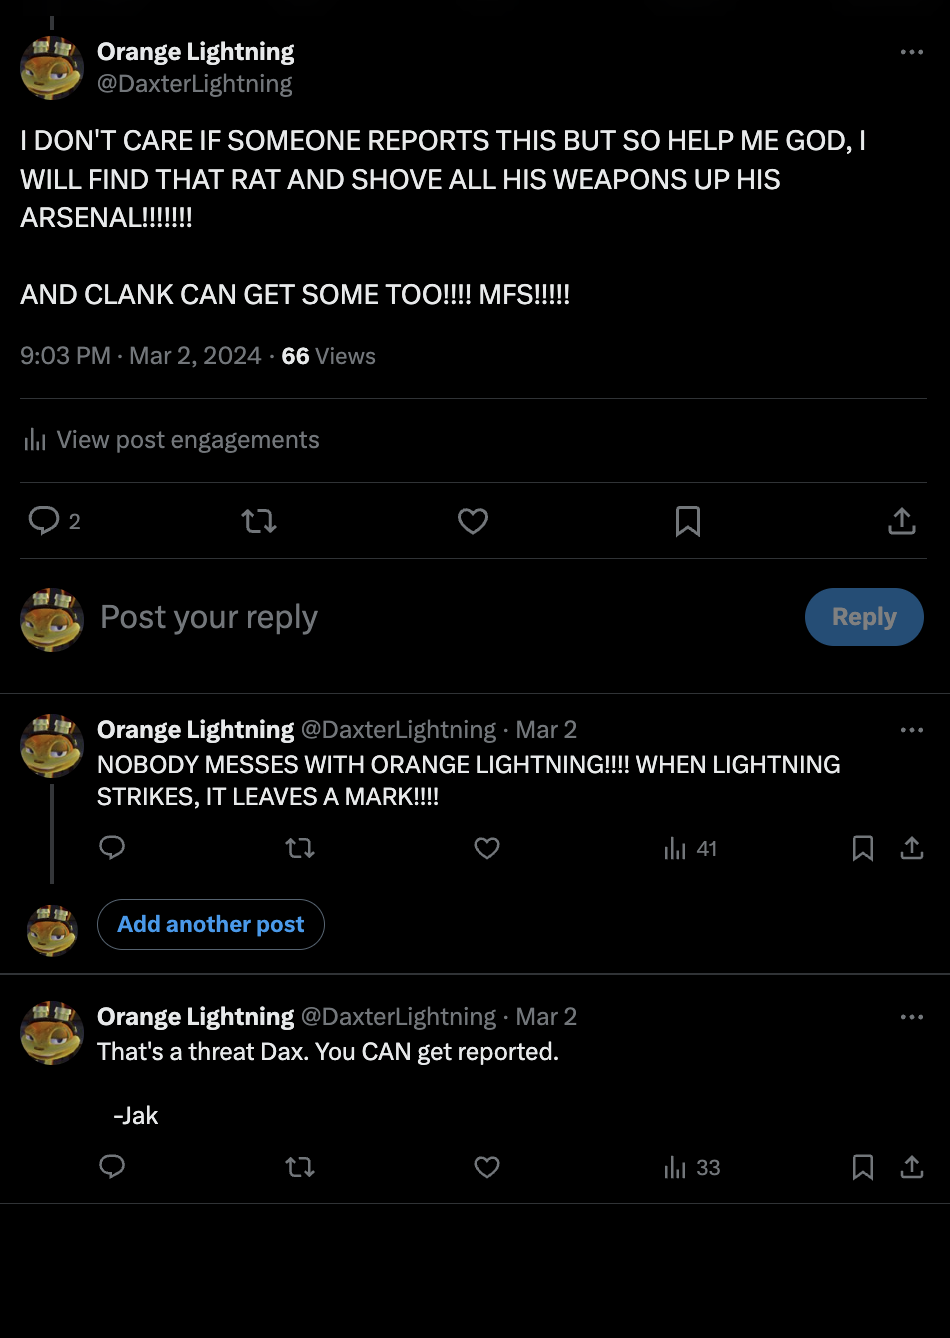 Orange Lightning
@DaxterLightning
I DON'T CARE IF SOMEONE REPORTS THIS BUT SO HELP ME GOD, I
WILL FIND THAT RAT AND SHOVE ALL HIS WEAPONS UP HIS
ARSENAL!!!!!!!
AND CLANK CAN GET SOME TOO!!!! MFS!!!!!
9:03 PM · Mar 2, 2024 · 66 Views
View post engagements
2
Post your reply
Reply
Orange Lightning @DaxterLightning · Mar 2
NOBODY MESSES WITH ORANGE LIGHTNING!!!! WHEN LIGHTNING
STRIKES, IT LEAVES A MARK!!!!
41
Add another post
Orange Lightning @DaxterLightning · Mar 2
That's a threat Dax. You CAN get reported.
-Jak
33